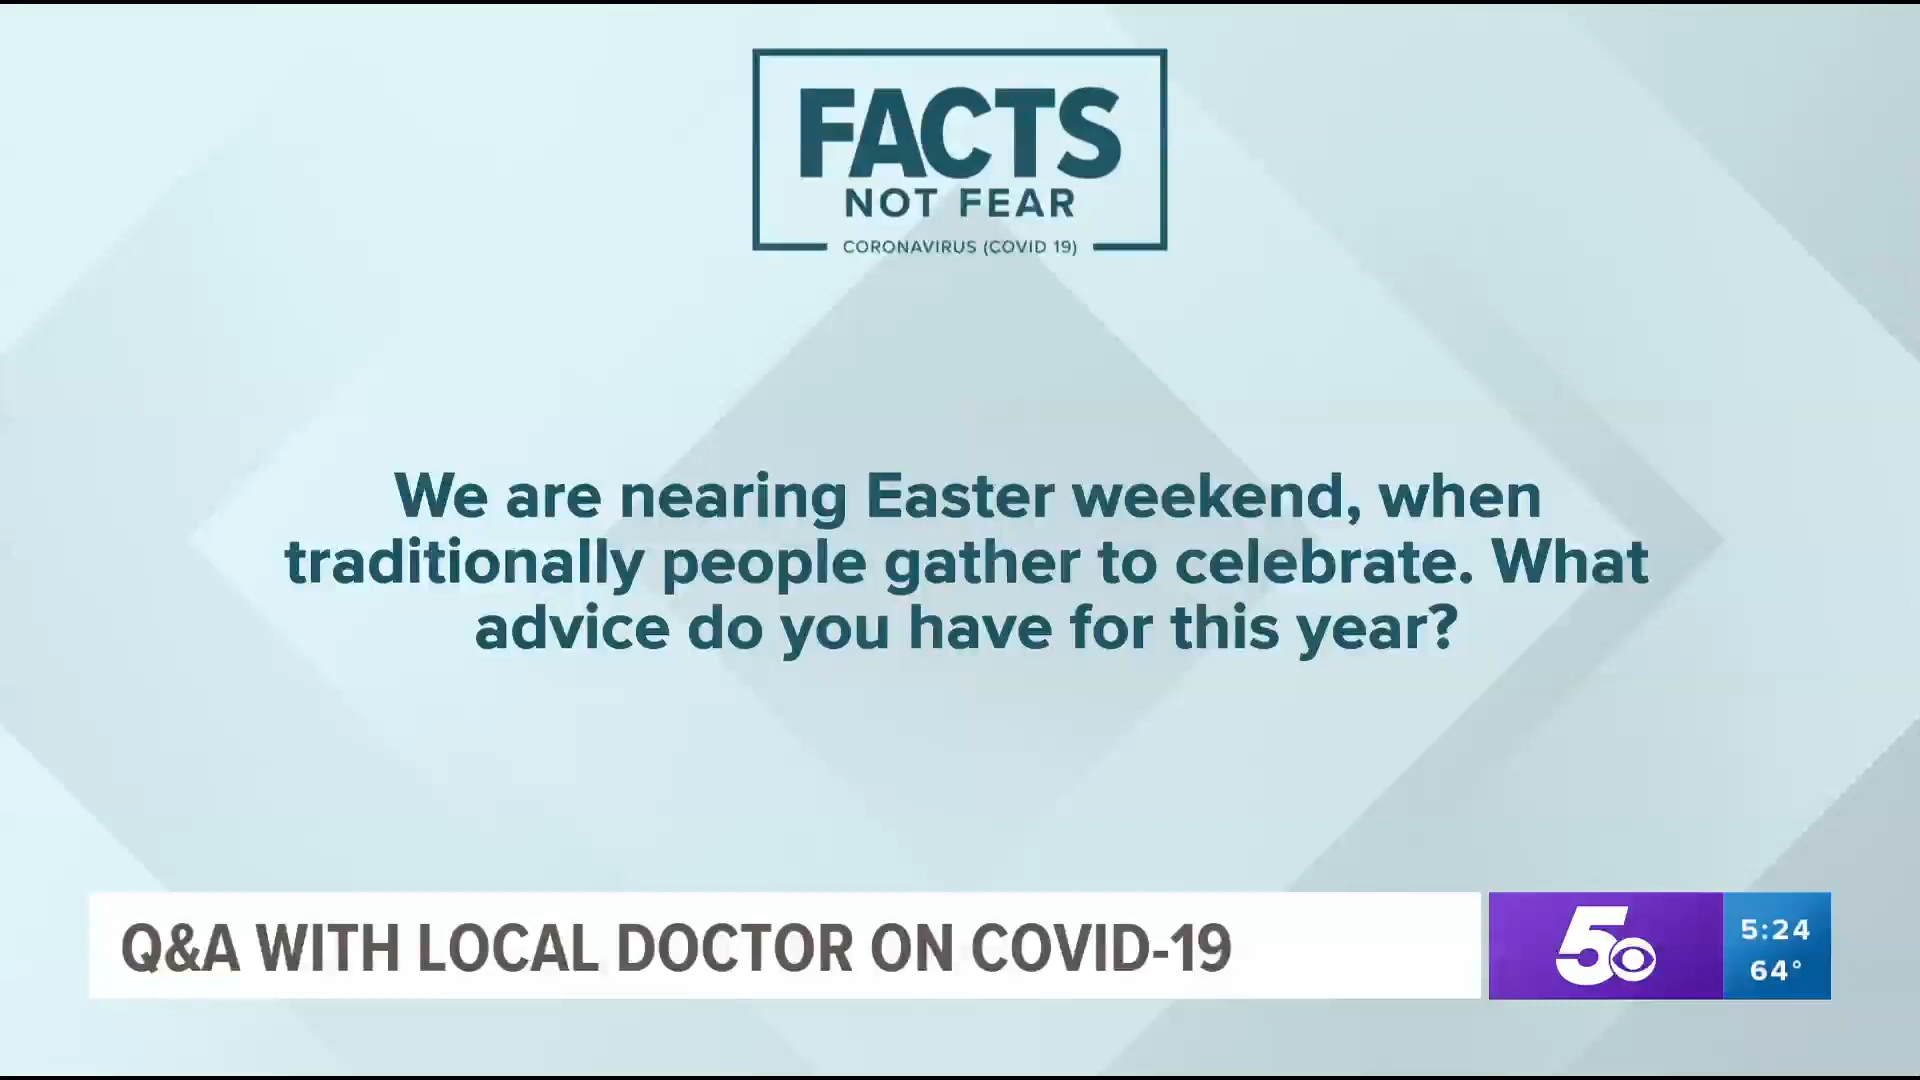 FACTS
NOT FEAR
CORONAVIRUS (COVID 19)
We are nearing Easter weekend, when
traditionally people gather to celebrate. What
advice do you have for this year?
Q&A WITH LOCAL DOCTOR ON COVID-19
5
5:24
64°